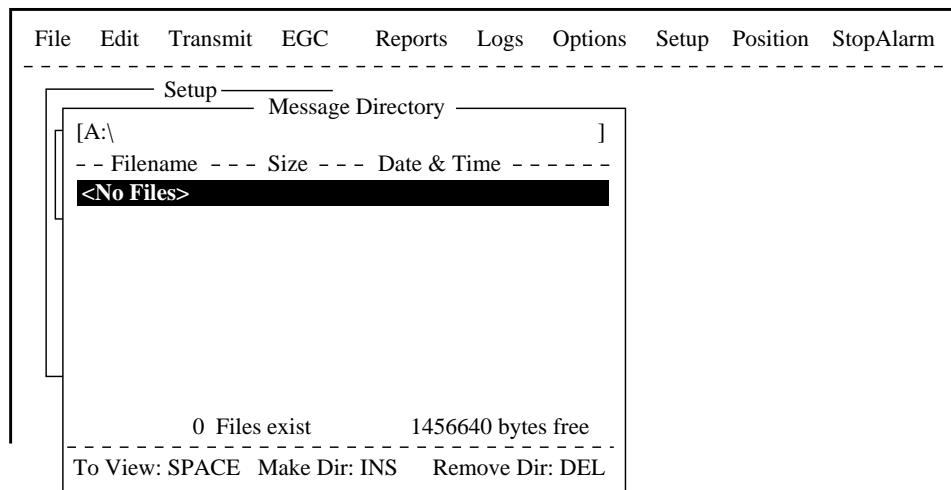 File Edit Transmit EGC Reports Logs Options Setup Position StopAlarm
Setup
Message Directory
[A:\ ]
Filename Size Date & Time
<No Files>
0 Files exist 1456640 bytes free
To View: SPACE Make Dir: INS Remove Dir: DEL